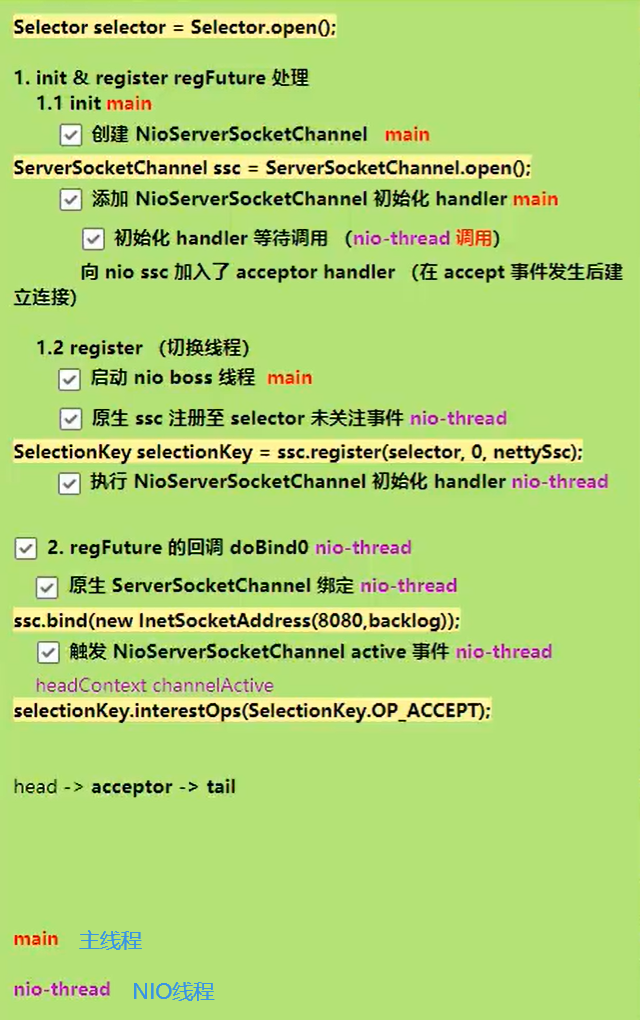 Selector selector = Selector.open();
1. init & register regFuture 处理
1.1 init main
创建 NioServerSocketChannel main
ServerSocketChannel ssc = ServerSocketChannel.open();
添加 NioServerSocketChannel 初始化 handler main
初始化 handler 等待调用 （nio-thread 调用）
向 nio ssc 加入了 acceptor handler （在 accept 事件发生后建
立连接）
1.2 register （切换线程）
启动 nio boss 线程 main
原生 ssc 注册至 selector 未关注事件 nio-thread
SelectionKey selectionKey = ssc.register(selector, 0, nettySsc);
执行 NioServerSocketChannel 初始化 handler nio-thread
2. regFuture 的回调 doBind0 nio-thread
原生 ServerSocketChannel 绑定 nio-thread
ssc.bind(new InetSocketAddress(8080,backlog));
触发 NioServerSocketChannel active 事件 nio-thread
headContext channelActive
selectionKey.interestOps(SelectionKey.OP_ACCEPT);
head -> acceptor -> tail
main 主线程
nio-thread NIO线程